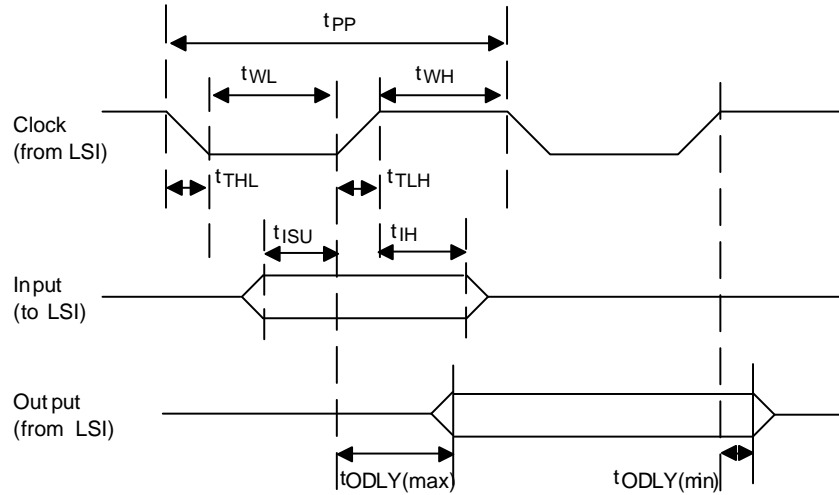 tPP
tWL
tWH
Clock
(from LSI)
tTHL
tTLH
tISU
tIH
Input
(to LSI)
Output
(from LSI)
tODLY(max)
tODLY(min)